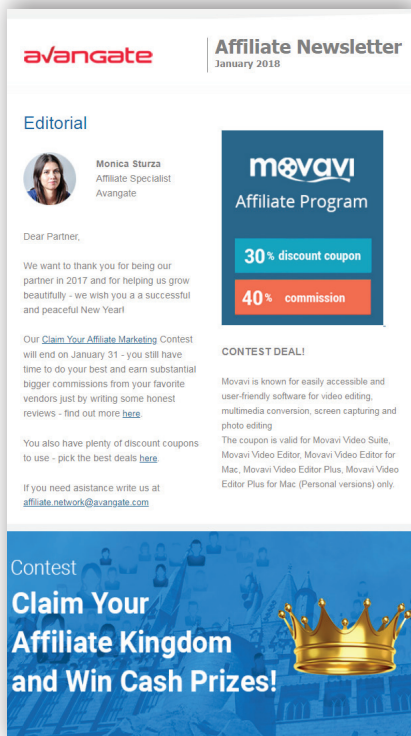 avangate
Affiliate Newsletter
January 2018
Editorial
Monica Sturza
Affiliate Specialist
Avangate
Dear Partner,
We want to thank you for being our
partner in 2017 and for helping us grow
beautifully - we wish you a a successful
and peaceful New Year!
Our Claim Your Affiliate Marketing Contest
will end on January 31 - you still have
time to do your best and earn substantial
bigger commissions from your favorite
vendors just by writing some honest
reviews - find out more here.
You also have plenty of discount coupons
to use - pick the best deals here.
If you need asistance write us at
affiliate.network@avangate.com
movavi
Affiliate Program
30% discount coupon
40% commission
CONTEST DEAL!
Movavi is known for easily accessible and
user-friendly software for video editing,
multimedia conversion, screen capturing and
photo editing
The coupon is valid for Movavi Video Suite,
Movavi Video Editor, Movavi Video Editor for
Mac, Movavi Video Editor Plus, Movavi Video
Editor Plus for Mac (Personal versions) only.
Contest
Claim Your
Affiliate Kingdom
and Win Cash Prizes!